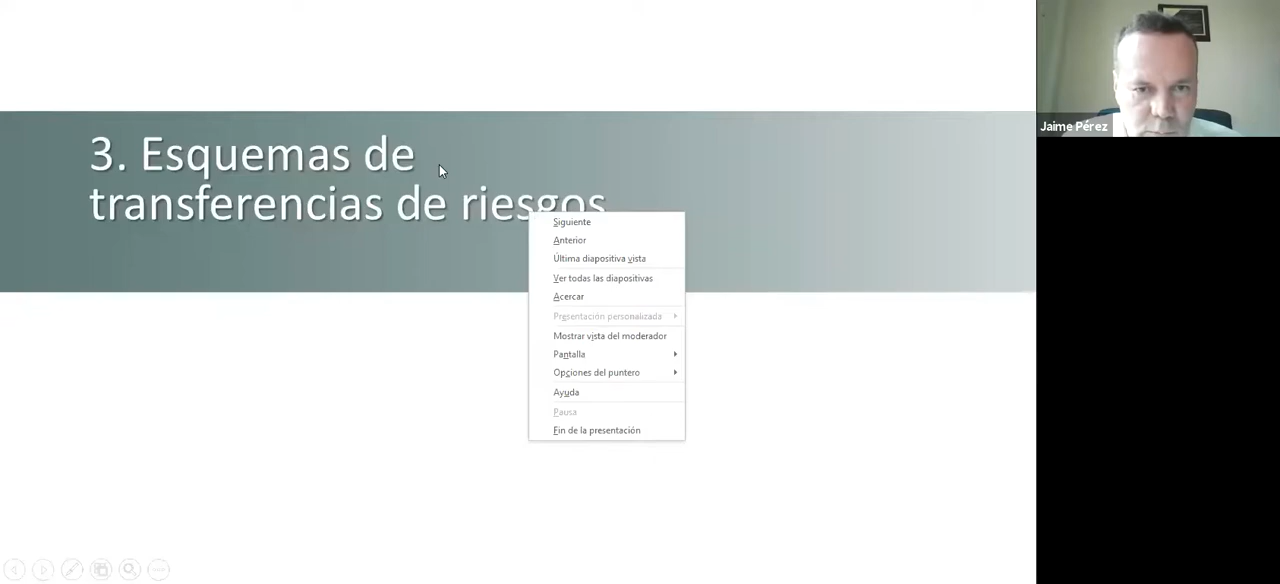 3. Esquemas de
transferencias de riesgos
Siguiente
Anterior
Última diapositiva vista
Ver todas las diapositivas
Acercar
Presentación personalizada
Mostrar vista del moderador
Pantalla
Opciones del puntero
Ayuda
Pausa
Fin de la presentación
Jaime Pérez